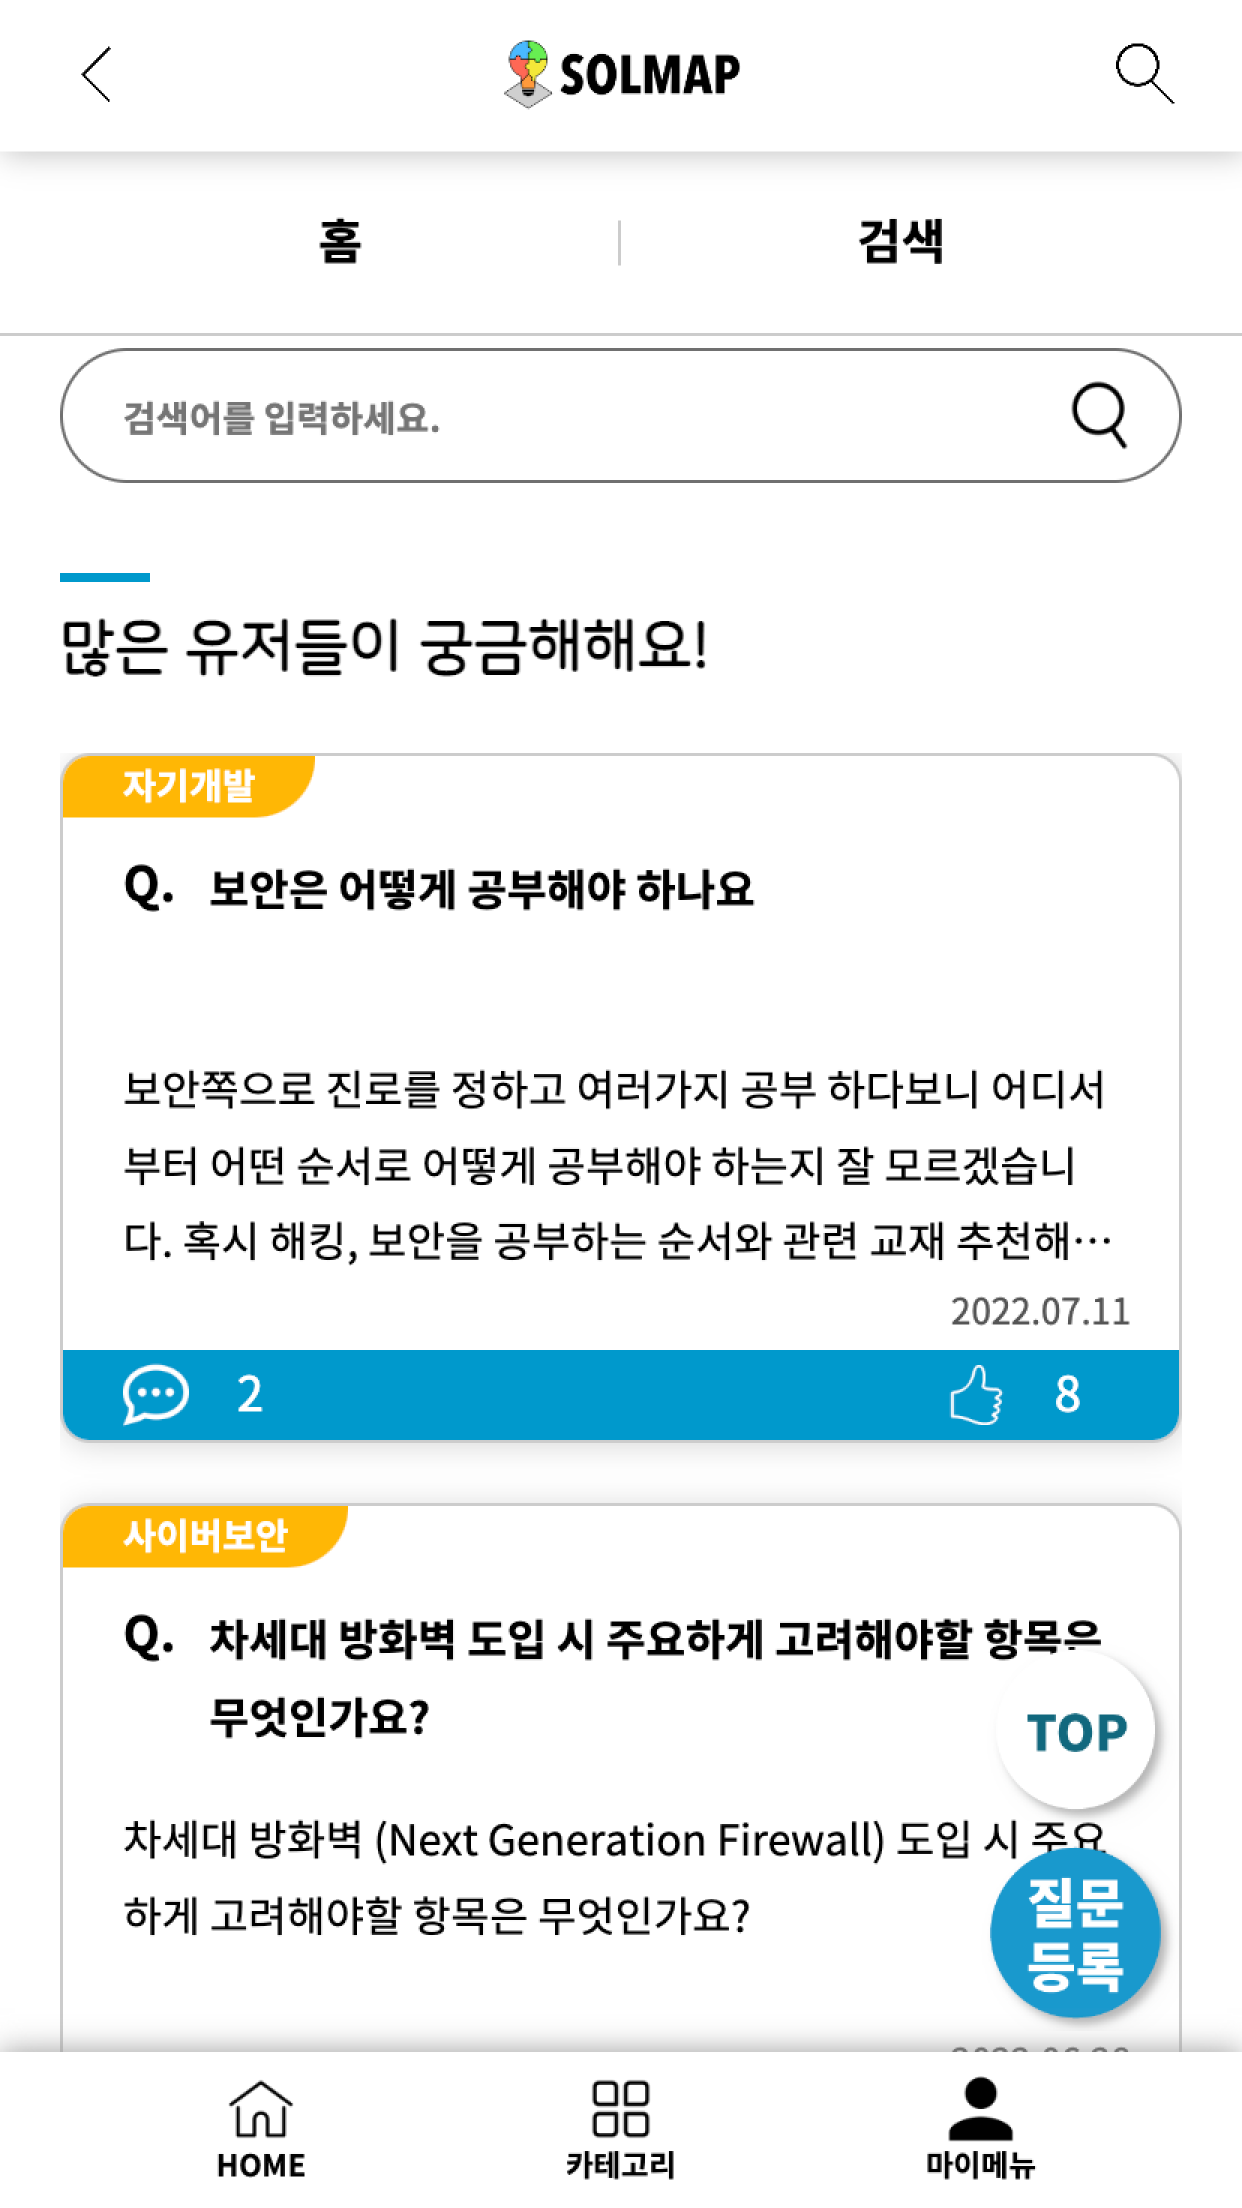 SOLMAP
홈
검색
검색어를 입력하세요.
많은 유저들이 궁금해해요!
자기개발
Q. 보안은 어떻게 공부해야 하나요
보안쪽으로 진로를 정하고 여러가지 공부 하다보니 어디서
부터 어떤 순서로 어떻게 공부해야 하는지 잘 모르겠습니
다. 혹시 해킹, 보안을 공부하는 순서와 관련 교재 추천해…
2022.07.11
2
8
사이버보안
Q. 차세대 방화벽 도입 시 주요하게 고려해야할 항목은
무엇인가요?
TOP
차세대 방화벽 (Next Generation Firewall) 도입 시 주요
하게 고려해야할 항목은 무엇인가요?
질문
등록
HOME
카테고리
마이메뉴